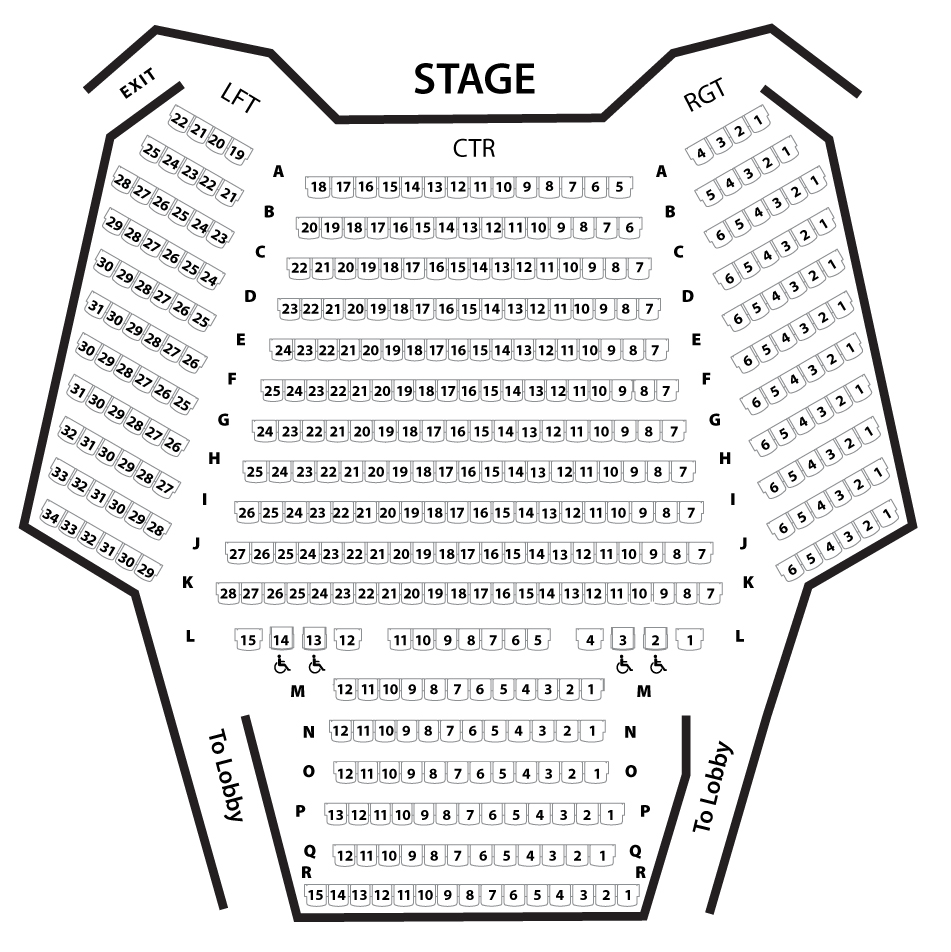 STAGE
EXIT
LFT
RGT
CTR
22 21 20 19
4 3 2 1
A
18 17 16 15 14 13 12 11 10 9 8 7 6 5
A
25 24 23 22 21
5 4 3 2 1
B
20 19 18 17 16 15 14 13 12 11 10 9 8 7 6
B
28 27 26 25 24 23
6 5 4 3 2 1
C
22 21 20 19 18 17 16 15 14 13 12 11 10 9 8 7
C
29 28 27 26 25 24
6 5 4 3 2 1
D
23 22 21 20 19 18 17 16 15 14 13 12 11 10 9 8 7
D
30 29 28 27 26 25
6 5 4 3 2 1
E
24 23 22 21 20 19 18 17 16 15 14 13 12 11 10 9 8 7
E
31 30 29 28 27 26
6 5 4 3 2 1
F
25 24 23 22 21 20 19 18 17 16 15 14 13 12 11 10 9 8 7
F
30 29 28 27 26 25
6 5 4 3 2 1
G
24 23 22 21 20 19 18 17 16 15 14 13 12 11 10 9 8 7
G
31 30 29 28 27 26
6 5 4 3 2 1
H
25 24 23 22 21 20 19 18 17 16 15 14 13 12 11 10 9 8 7
H
32 31 30 29 28 27
6 5 4 3 2 1
I
26 25 24 23 22 21 20 19 18 17 16 15 14 13 12 11 10 9 8 7
I
33 32 31 30 29 28
6 5 4 3 2 1
J
27 26 25 24 23 22 21 20 19 18 17 16 15 14 13 12 11 10 9 8 7
J
34 33 32 31 30 29
6 5 4 3 2 1
K
28 27 26 25 24 23 22 21 20 19 18 17 16 15 14 13 12 11 10 9 8 7
K
L
15 14 13 12 11 10 9 8 7 6 5 4 3 2 1
L
M
12 11 10 9 8 7 6 5 4 3 2 1
M
N
12 11 10 9 8 7 6 5 4 3 2 1
N
O
12 11 10 9 8 7 6 5 4 3 2 1
O
P
13 12 11 10 9 8 7 6 5 4 3 2 1
P
Q
12 11 10 9 8 7 6 5 4 3 2 1
Q
R
15 14 13 12 11 10 9 8 7 6 5 4 3 2 1
R
To Lobby
To Lobby